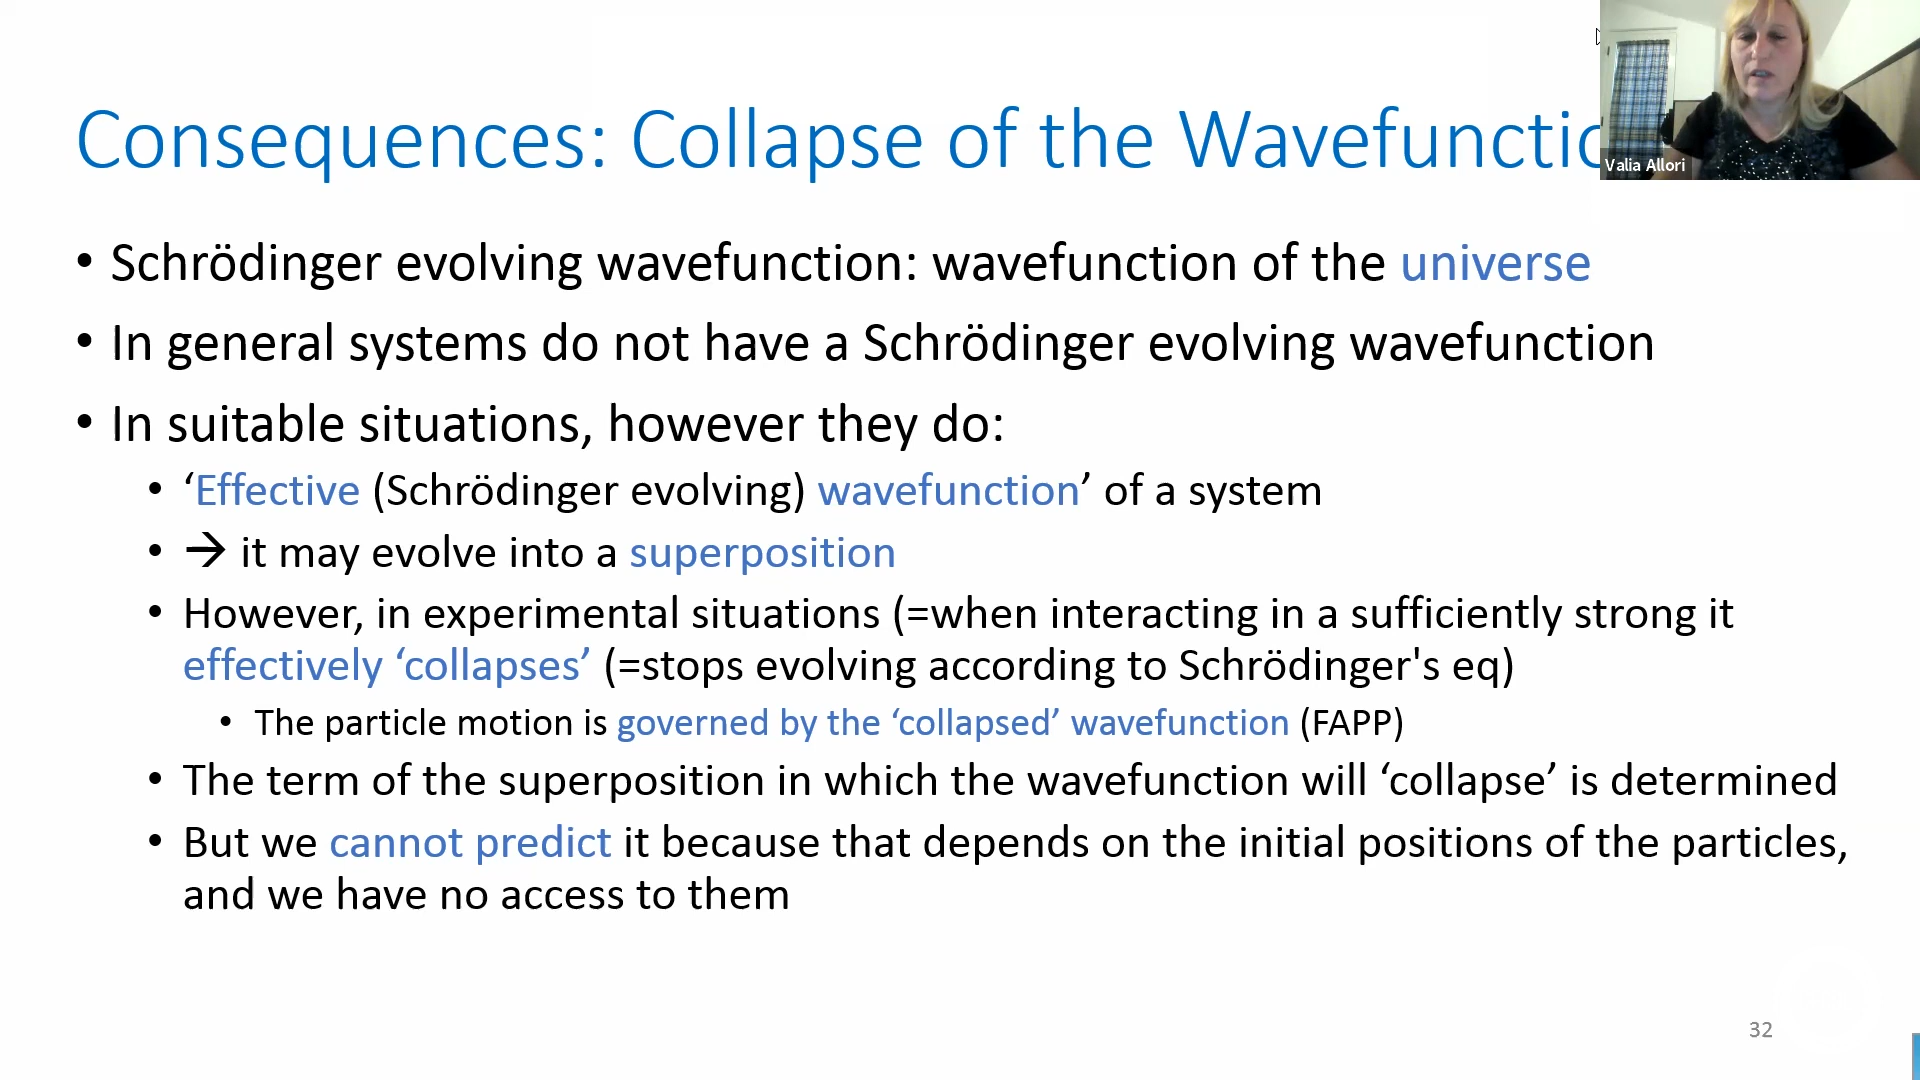 Consequences: Collapse of the Wavefunctio
Valia Allori
• Schrödinger evolving wavefunction: wavefunction of the universe
• In general systems do not have a Schrödinger evolving wavefunction
• In suitable situations, however they do:
• ‘Effective (Schrödinger evolving) wavefunction’ of a system
• → it may evolve into a superposition
• However, in experimental situations (=when interacting in a sufficiently strong it
effectively ‘collapses’ (=stops evolving according to Schrödinger's eq)
• The particle motion is governed by the ‘collapsed’ wavefunction (FAPP)
• The term of the superposition in which the wavefunction will ‘collapse’ is determined
• But we cannot predict it because that depends on the initial positions of the particles,
and we have no access to them
32